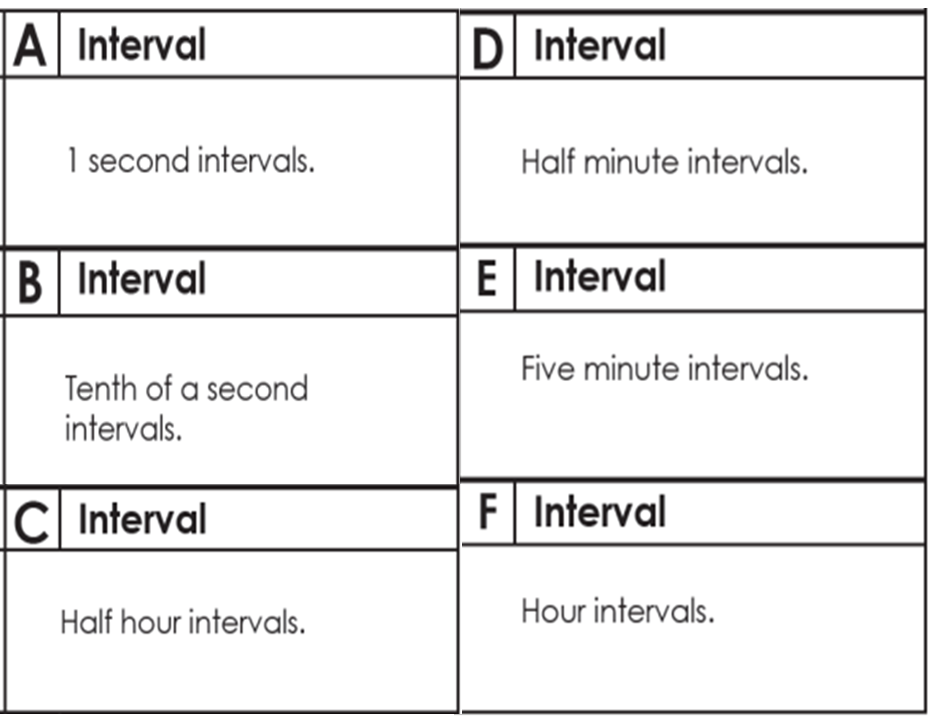 A Interval
1 second intervals.
B Interval
Tenth of a second
intervals.
C Interval
Half hour intervals.
D Interval
Half minute intervals.
E Interval
Five minute intervals.
F Interval
Hour intervals.